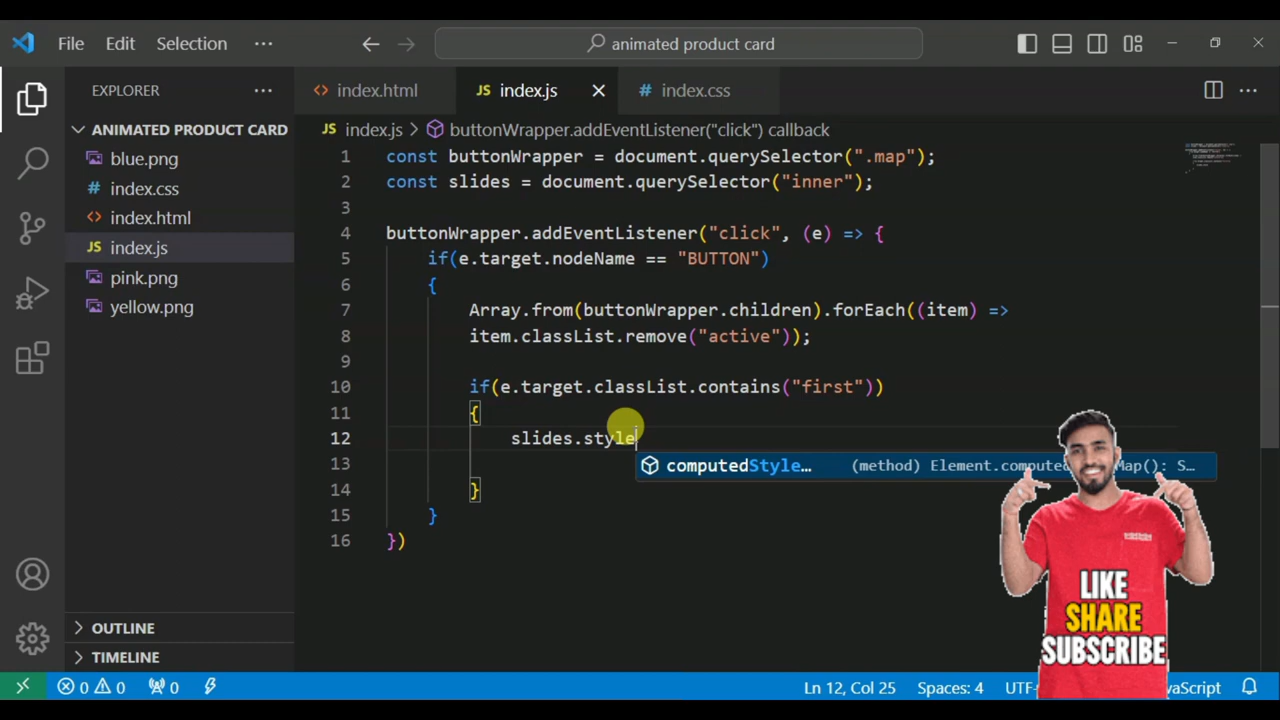 File Edit Selection ··· animated product card
EXPLORER ··· index.html JS index.js # index.css ···
ANIMATED PRODUCT CARD
blue.png
# index.css
index.html
JS index.js
pink.png
yellow.png
OUTLINE
TIMELINE
JS index.js > buttonWrapper.addEventListener("click") callback
1 const buttonWrapper = document.querySelector(".map");
2 const slides = document.querySelector("inner");
3
4 buttonWrapper.addEventListener("click", (e) => {
5 if(e.target.nodeName == "BUTTON")
6 {
7 Array.from(buttonWrapper.children).forEach((item) =>
8 item.classList.remove("active"));
9
10 if(e.target.classList.contains("first"))
11 {
12 slides.style
computedStyle… (method) Element.computed Map(): S…
13
14 }
15 }
16 })
LIKE
SHARE
SUBSCRIBE
0 0 0 Ln 12, Col 25 Spaces: 4 UTF- vaScript